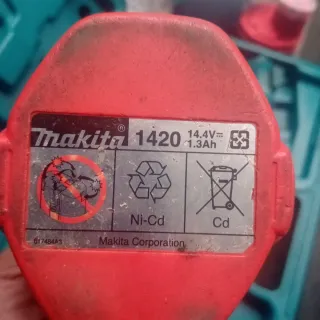 makita® 1420 14.4V⎓
1.3Ah
Ni-Cd
Cd
Makita Corporation